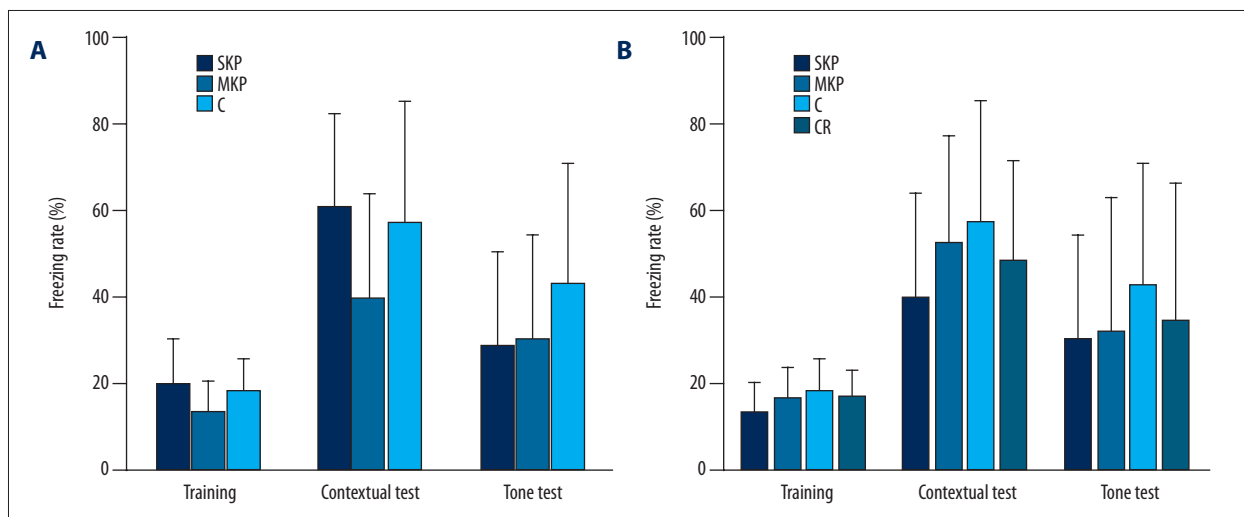 A
SKP
MKP
C
Freezing rate (%)
100
80
60
40
20
0
Training Contextual test Tone test
B
SKP
MKP
C
CR
Freezing rate (%)
100
80
60
40
20
0
Training Contextual test Tone test